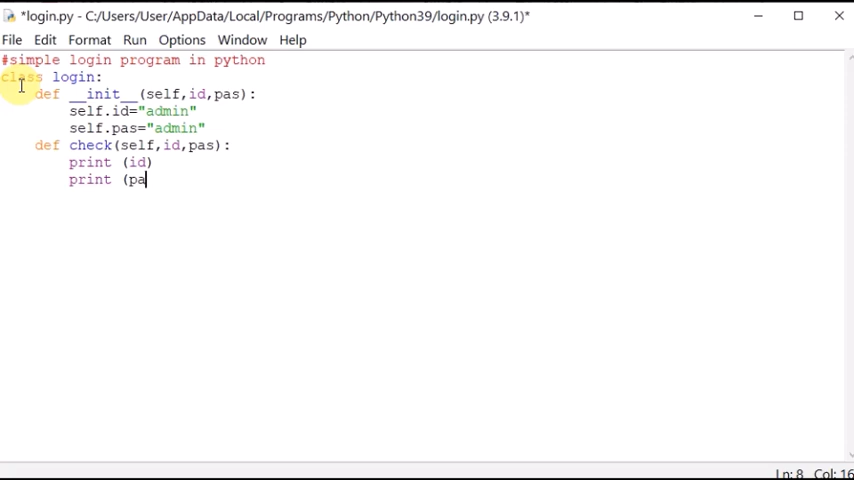 *login.py - C:/Users/User/AppData/Local/Programs/Python/Python39/login.py (3.9.1)*
File Edit Format Run Options Window Help
#simple login program in python
class login:
    def __init__(self,id,pas):
        self.id="admin"
        self.pas="admin"
    def check(self,id,pas):
        print (id)
        print (pa
Ln: 8 Col: 16